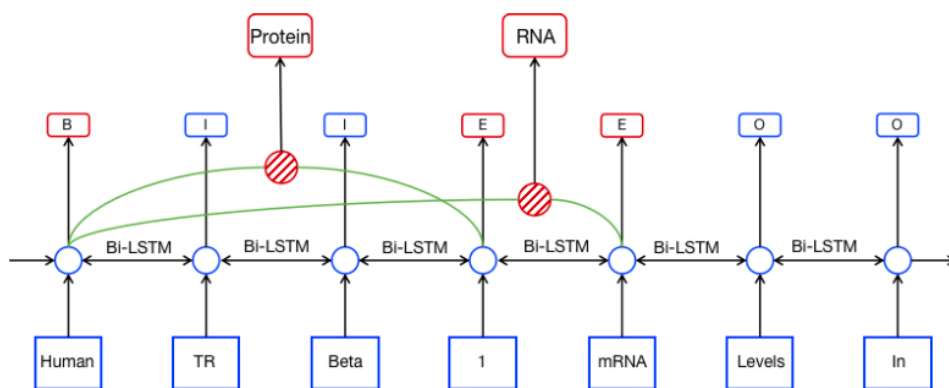 Protein RNA
B I I E E O O
Bi-LSTM Bi-LSTM Bi-LSTM Bi-LSTM Bi-LSTM Bi-LSTM
Human TR Beta 1 mRNA Levels In